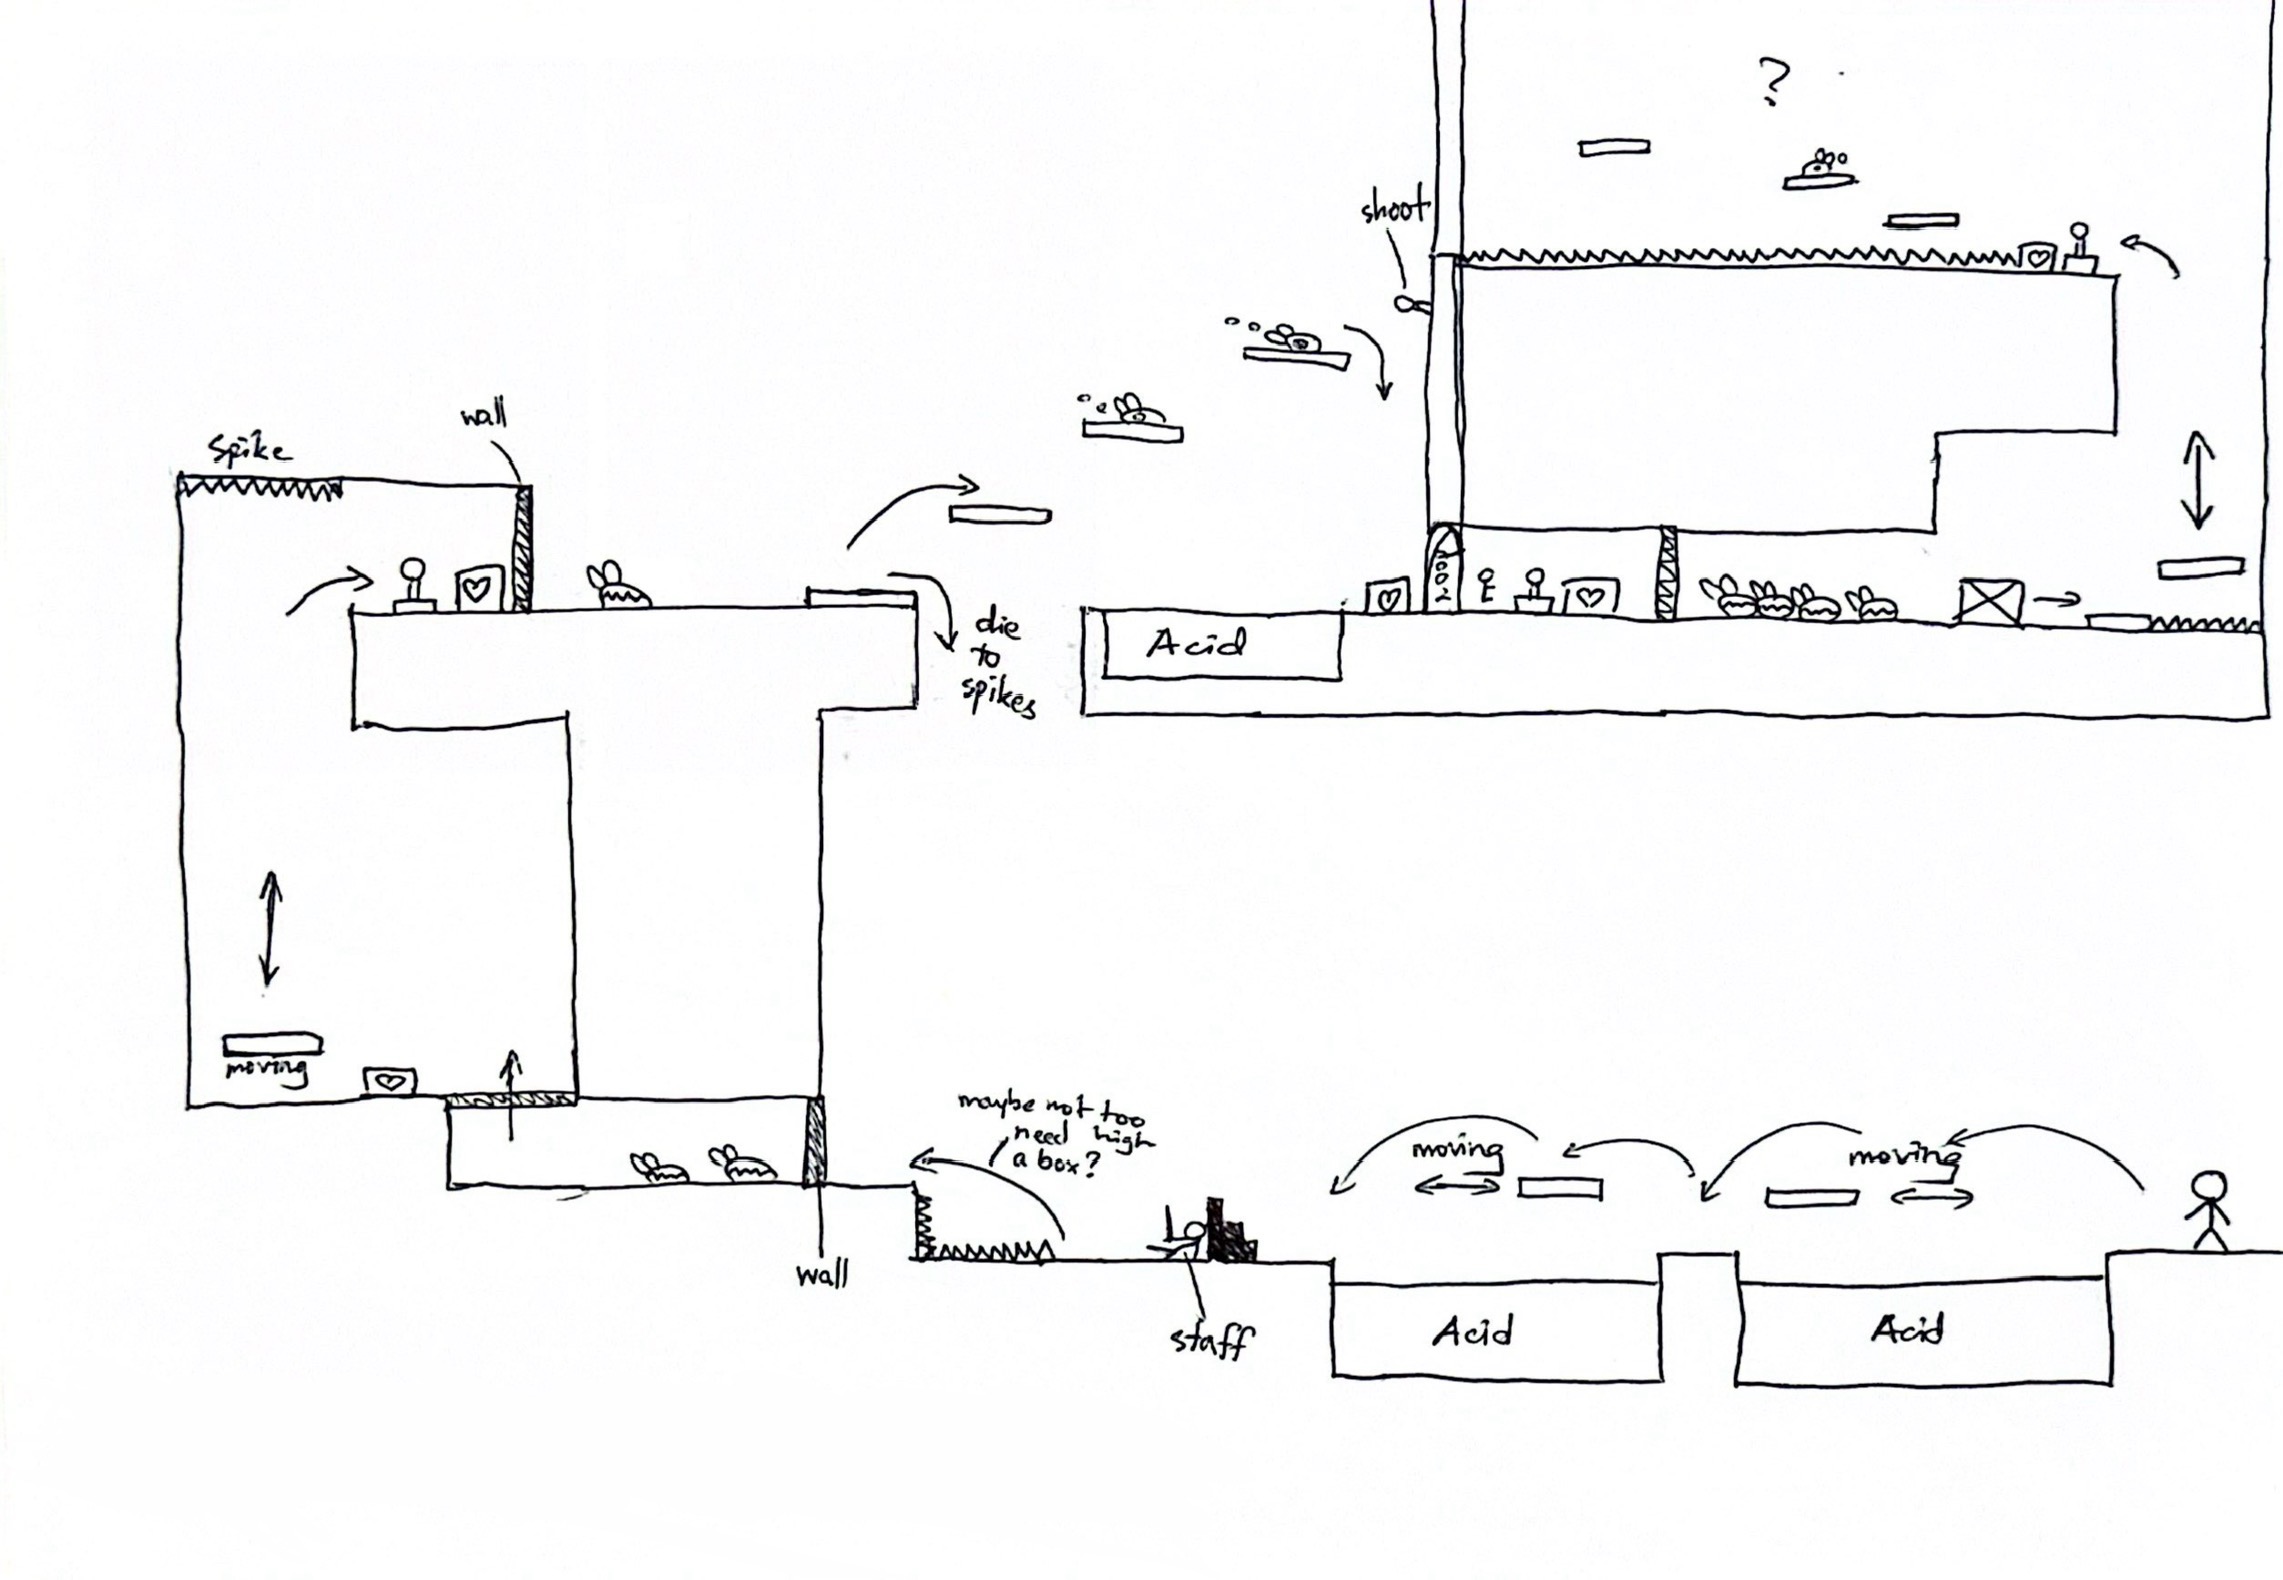 ?
shoot
wall
Spike
die
to
spikes
Acid
moving
maybe not too
need high
a box?
moving
moving
wall
staff
Acid
Acid